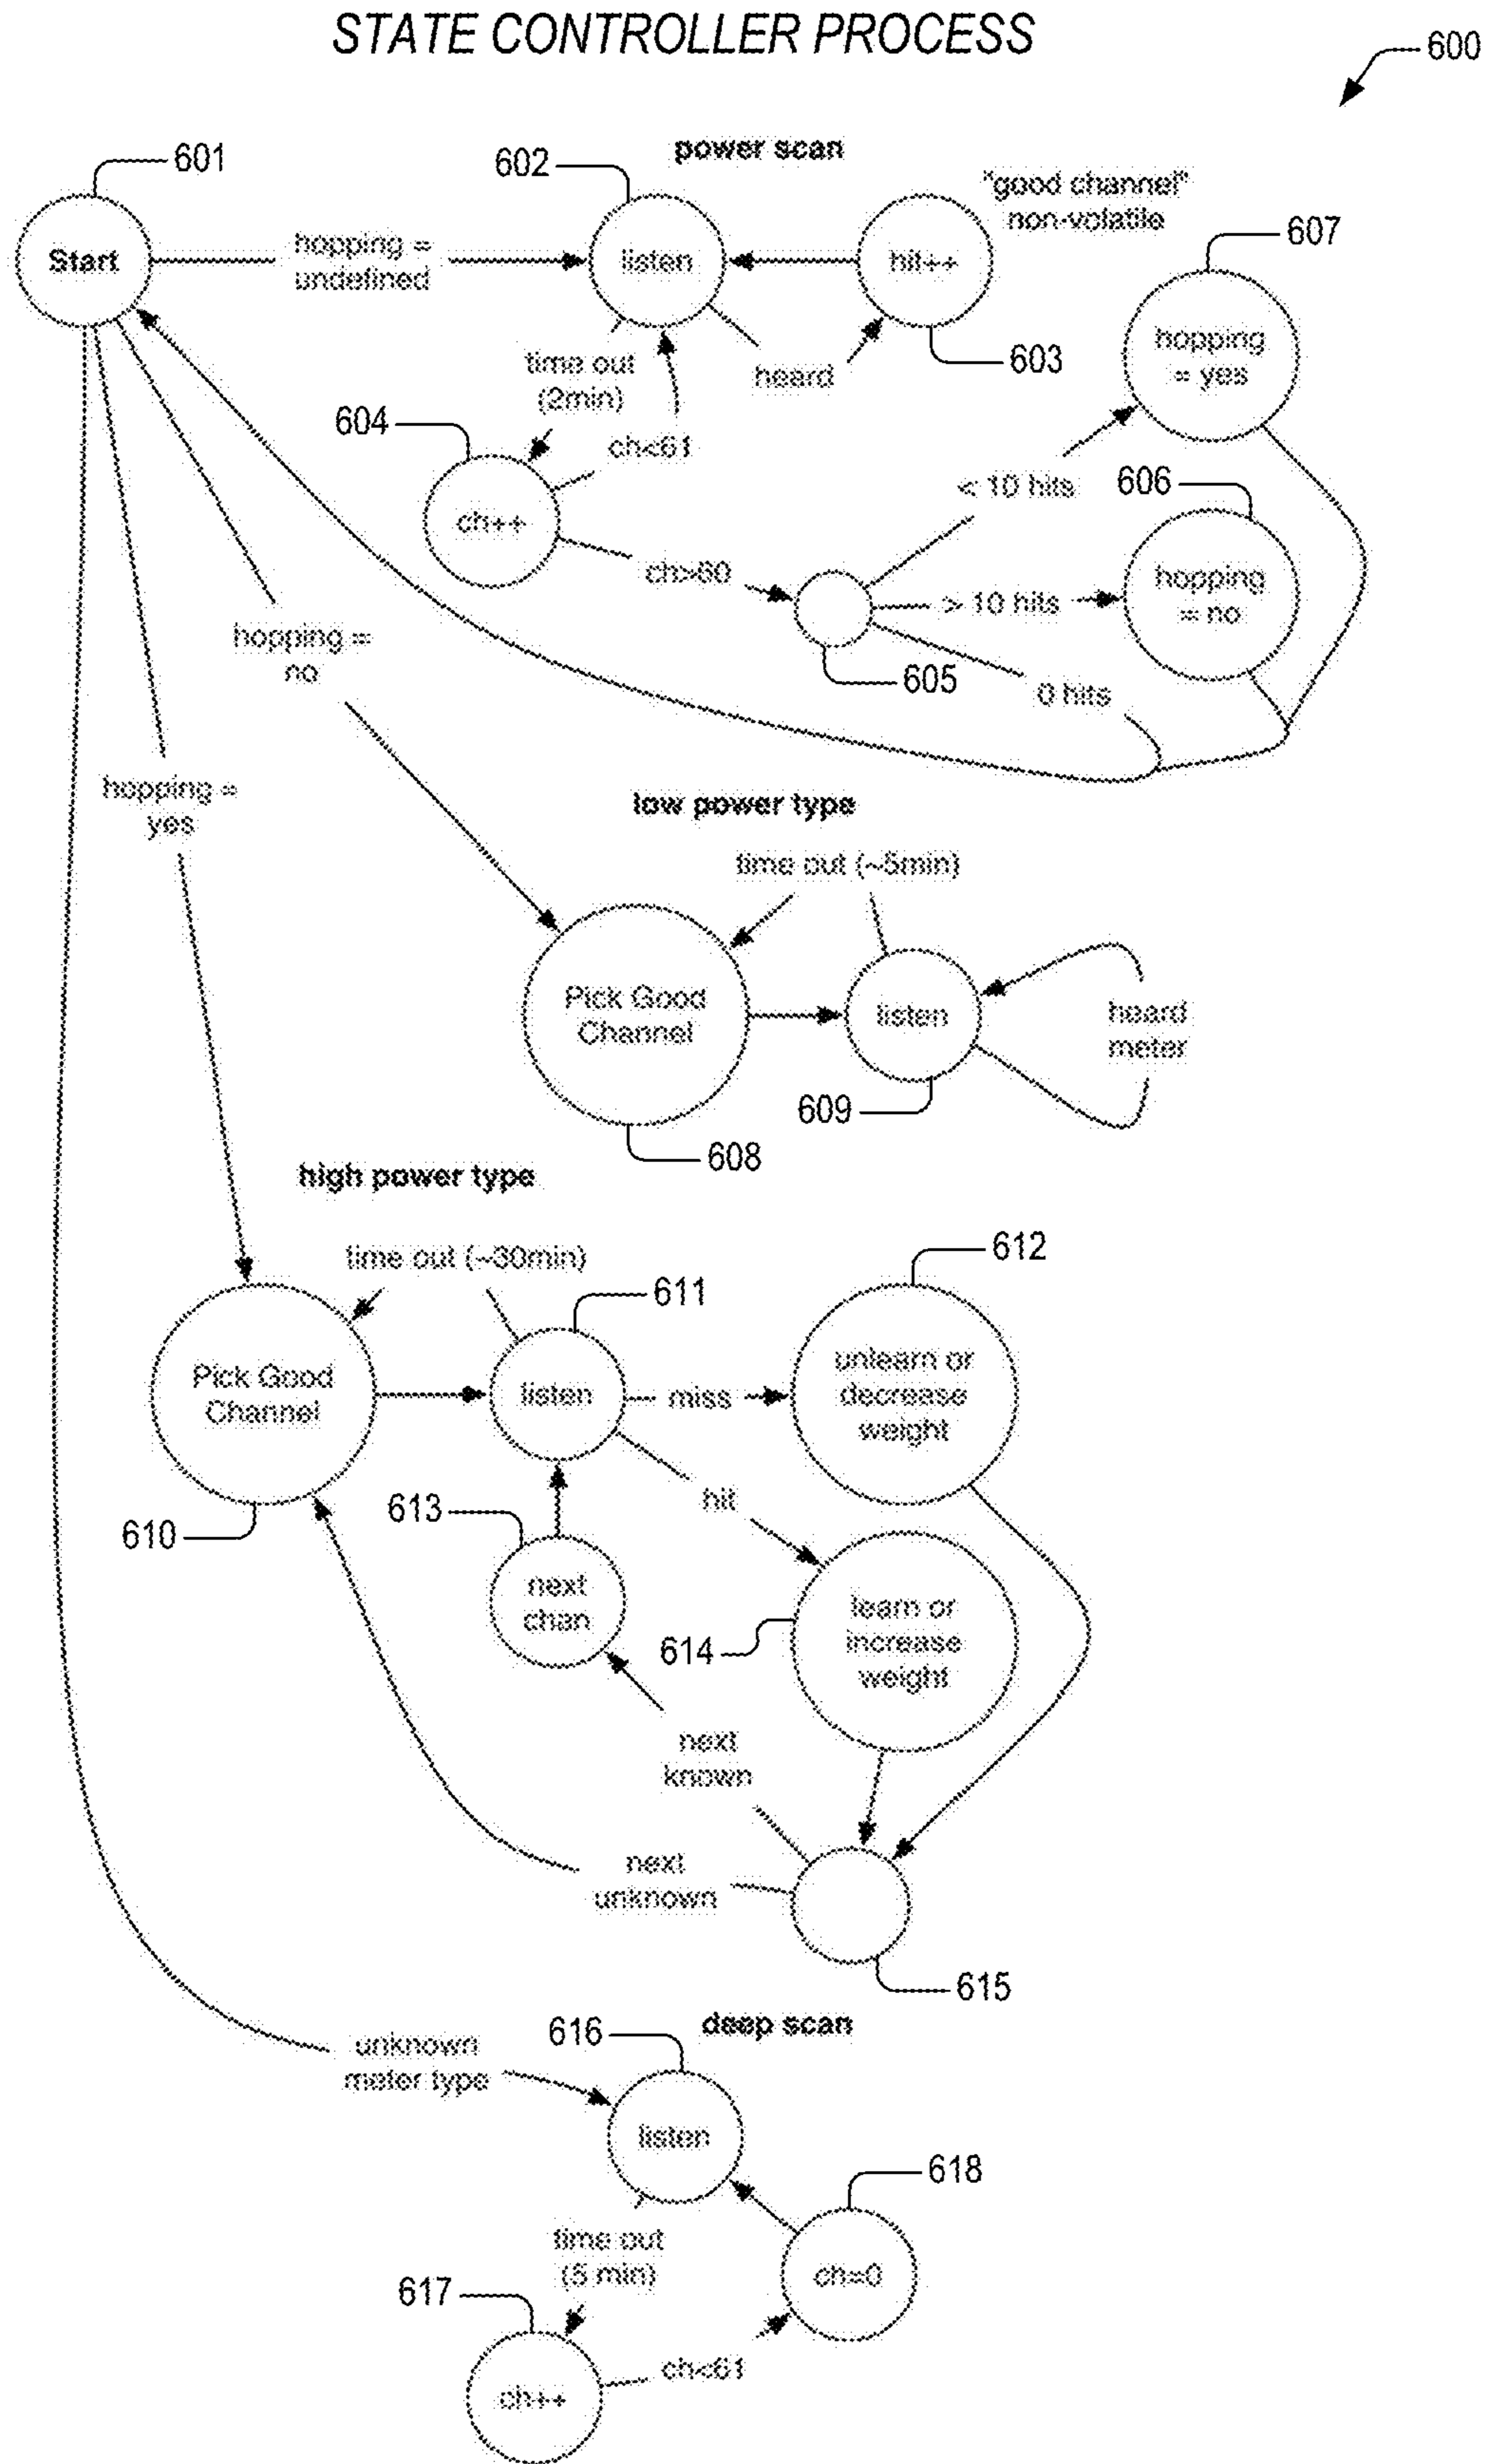 STATE CONTROLLER PROCESS
600
601
602
power scan
"good channel"
non-volatile
607
Start
hopping =
undefined
listen
hit++
603
hopping
= yes
time out
(2min)
heard
604
ch<61
< 10 hits
606
ch++
ch>60
> 10 hits
hopping
= no
605
0 hits
hopping =
no
hopping =
yes
low power type
time out (~5min)
Pick Good
Channel
listen
heard
meter
609
608
high power type
time out (~30min)
612
611
Pick Good
Channel
listen
miss
unlearn or
decrease
weight
hit
613
610
next
chan
learn or
increase
weight
614
next
known
next
unknown
615
deep scan
616
unknown
meter type
listen
618
time out
(5 min)
ch=0
617
ch<61
ch++